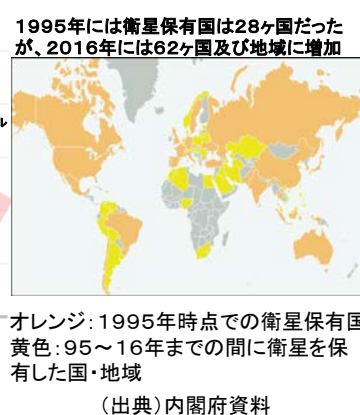 1995年には衛星保有国は28ヶ国だった
が、2016年には62ヶ国及び地域に増加
ル
オレンジ：1995年時点での衛星保有国
黄色：95～16年までの間に衛星を保
有した国・地域
（出典）内閣府資料